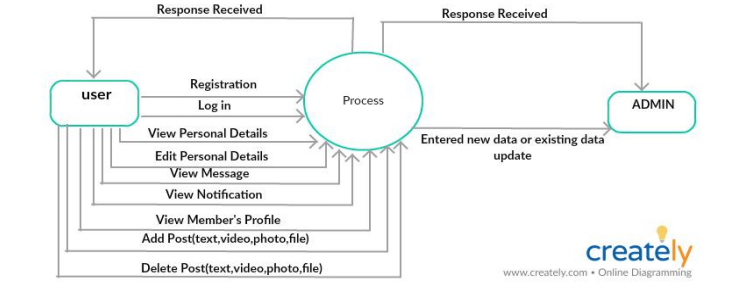 Response Received
Response Received
Registration
user
Process
ADMIN
Log in
View Personal Details
Entered new data or existing data
update
Edit Personal Details
View Message
View Notification
View Member's Profile
Add Post(text,video,photo,file)
Delete Post(text,video,photo,file)
creately
www.creately.com • Online Diagramming